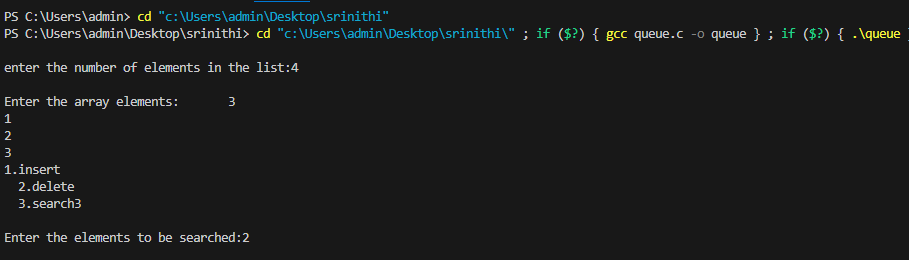 PS C:\Users\admin> cd "c:\Users\admin\Desktop\srinithi"
PS C:\Users\admin\Desktop\srinithi> cd "c:\Users\admin\Desktop\srinithi\" ; if ($?) { gcc queue.c -o queue } ; if ($?) { .\queue }
enter the number of elements in the list:4
Enter the array elements:       3
1
2
3
1.insert
  2.delete
  3.search3
Enter the elements to be searched:2